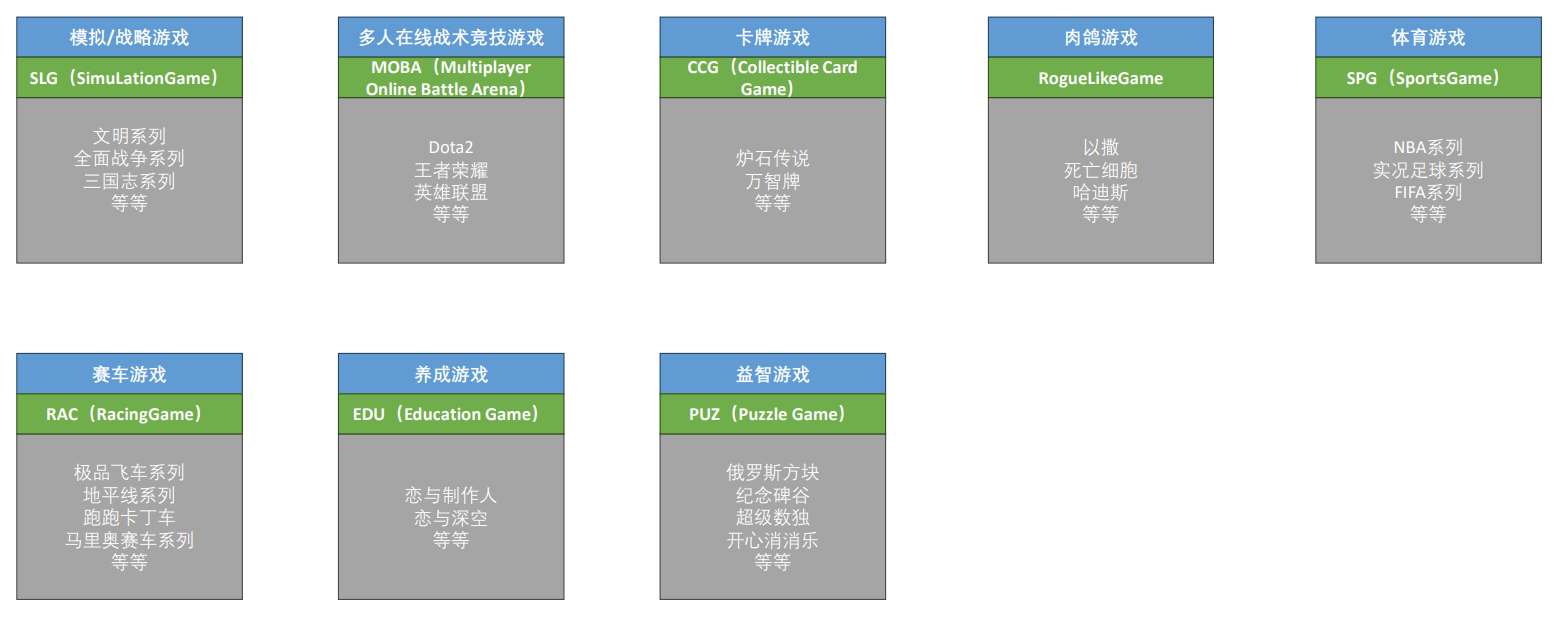 模拟/战略游戏
SLG（SimuLationGame）
文明系列
全面战争系列
三国志系列
等等
多人在线战术竞技游戏
MOBA（Multiplayer
Online Battle Arena）
Dota2
王者荣耀
英雄联盟
等等
卡牌游戏
CCG（Collectible Card
Game）
炉石传说
万智牌
等等
肉鸽游戏
RogueLikeGame
以撒
死亡细胞
哈迪斯
等等
体育游戏
SPG（SportsGame）
NBA系列
实况足球系列
FIFA系列
等等
赛车游戏
RAC（RacingGame）
极品飞车系列
地平线系列
跑跑卡丁车
马里奥赛车系列
等等
养成游戏
EDU（Education Game）
恋与制作人
恋与深空
等等
益智游戏
PUZ（Puzzle Game）
俄罗斯方块
纪念碑谷
超级数独
开心消消乐
等等